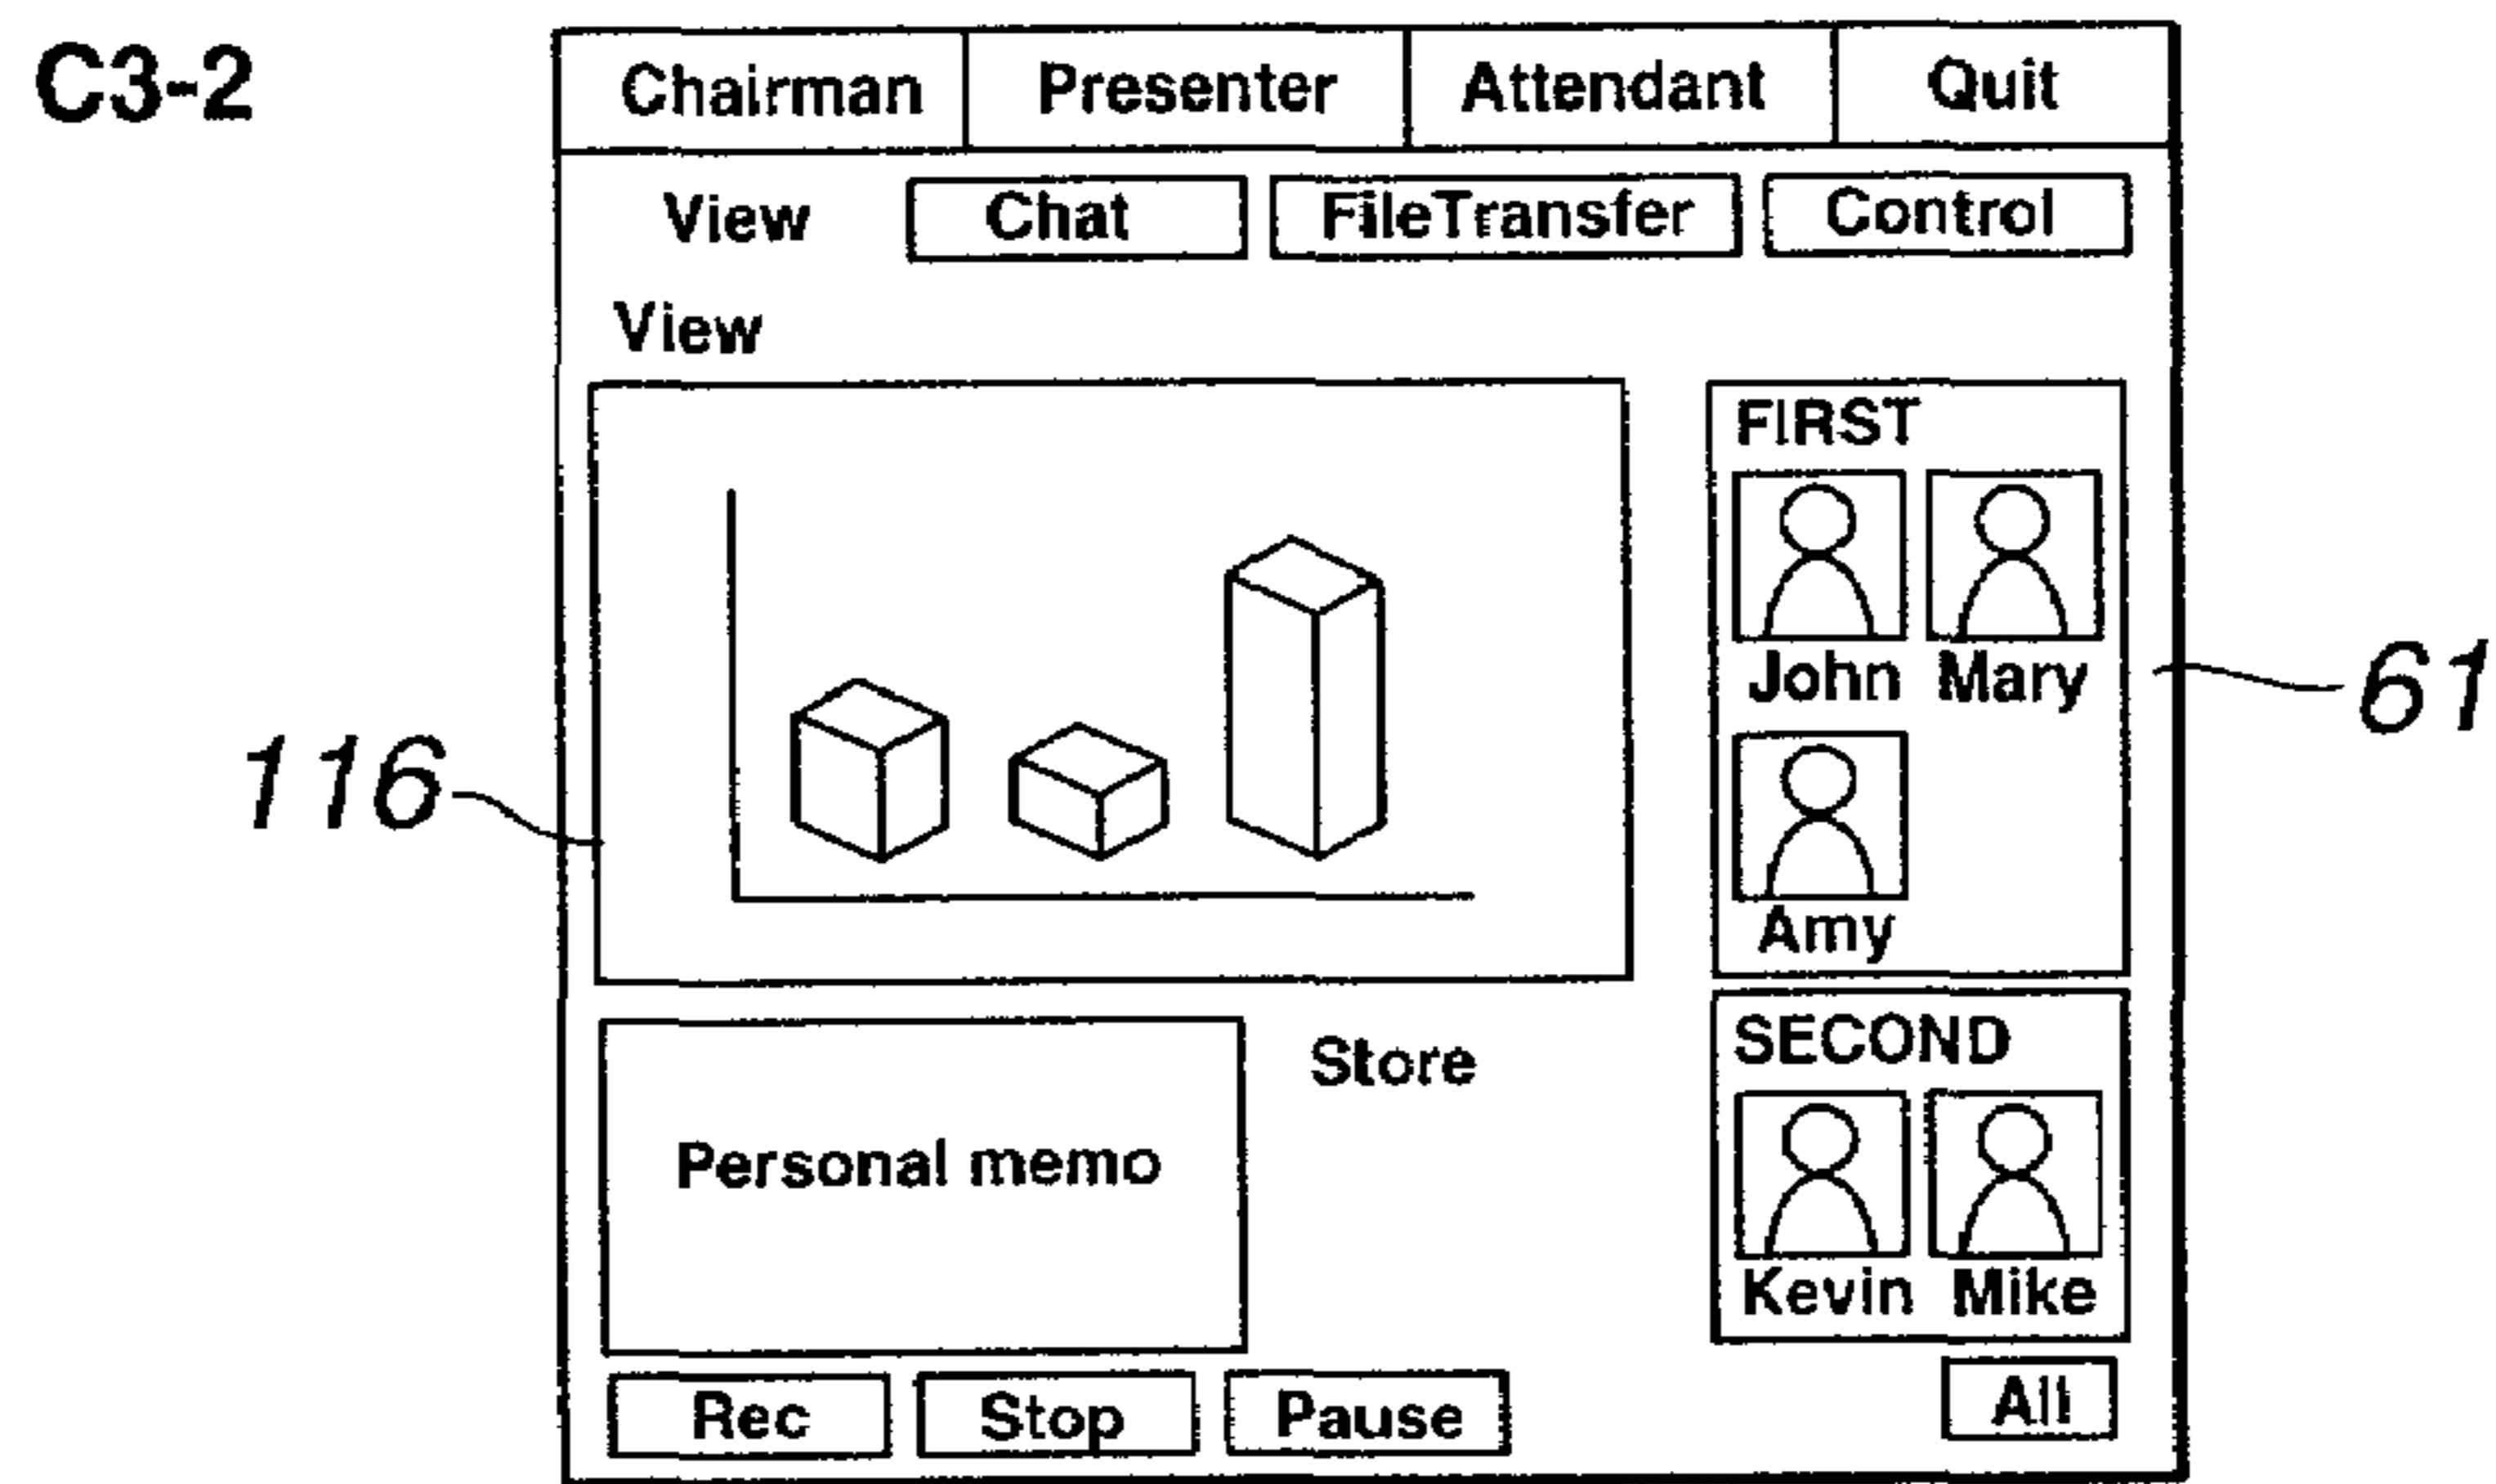 C3-2
Chairman Presenter Attendant Quit
View Chat FileTransfer Control
View
FIRST
John Mary
61
116
Amy
SECOND
Store
Personal memo
Kevin Mike
Rec Stop Pause All